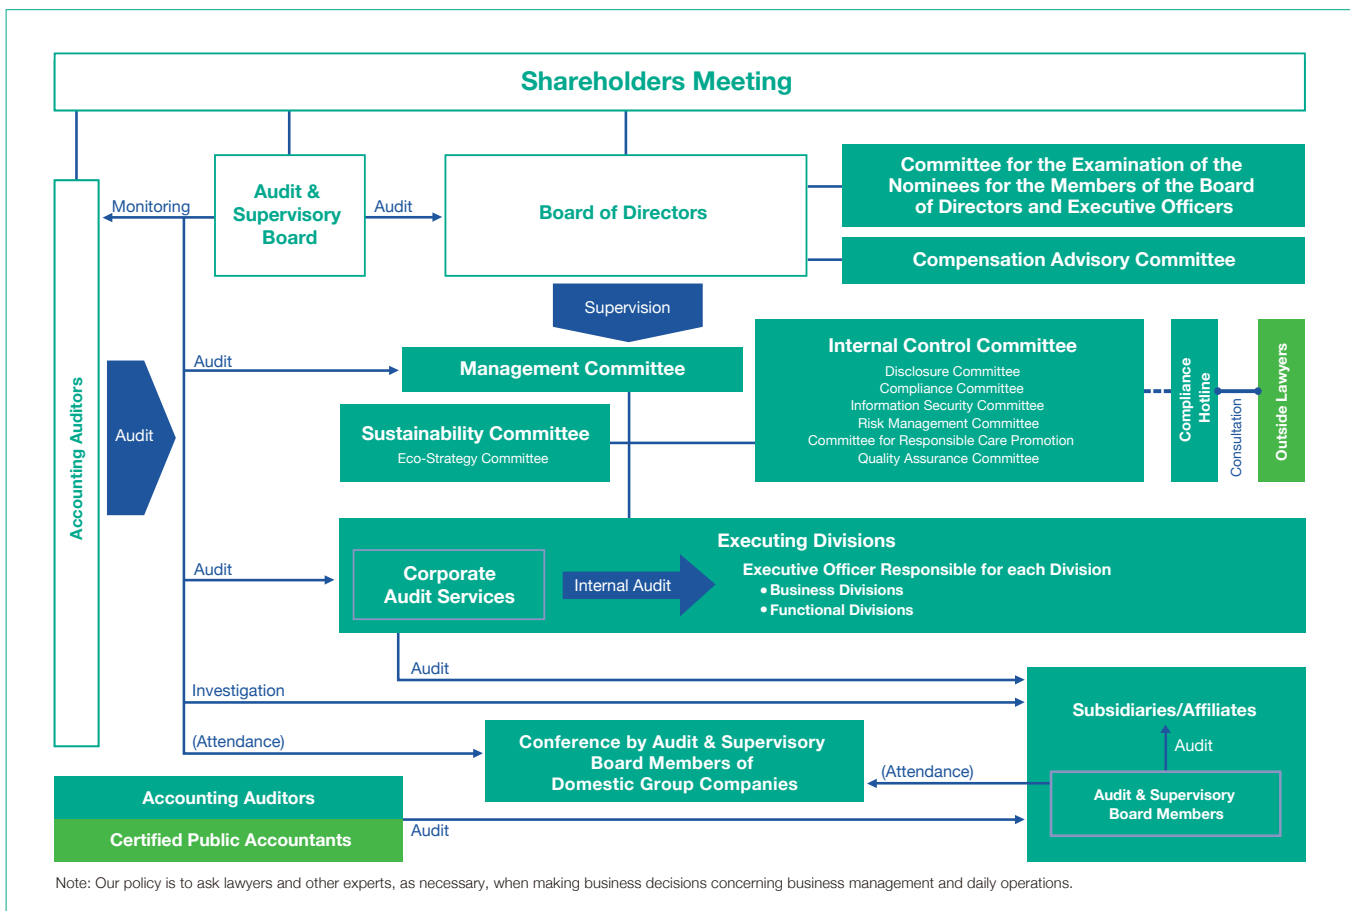 Shareholders Meeting
Audit &
Supervisory
Board
Monitoring
Audit
Board of Directors
Committee for the Examination of the
Nominees for the Members of the Board
of Directors and Executive Officers
Compensation Advisory Committee
Supervision
Accounting Auditors
Audit
Audit
Management Committee
Sustainability Committee
Eco-Strategy Committee
Internal Control Committee
Disclosure Committee
Compliance Committee
Information Security Committee
Risk Management Committee
Committee for Responsible Care Promotion
Quality Assurance Committee
Compliance
Hotline
Consultation
Outside Lawyers
Audit
Executing Divisions
Corporate
Audit Services
Internal Audit
Executive Officer Responsible for each Division
• Business Divisions
• Functional Divisions
Audit
Investigation
(Attendance)
Conference by Audit & Supervisory
Board Members of
Domestic Group Companies
(Attendance)
Subsidiaries/Affiliates
Audit
Audit & Supervisory
Board Members
Accounting Auditors
Certified Public Accountants
Audit
Note: Our policy is to ask lawyers and other experts, as necessary, when making business decisions concerning business management and daily operations.